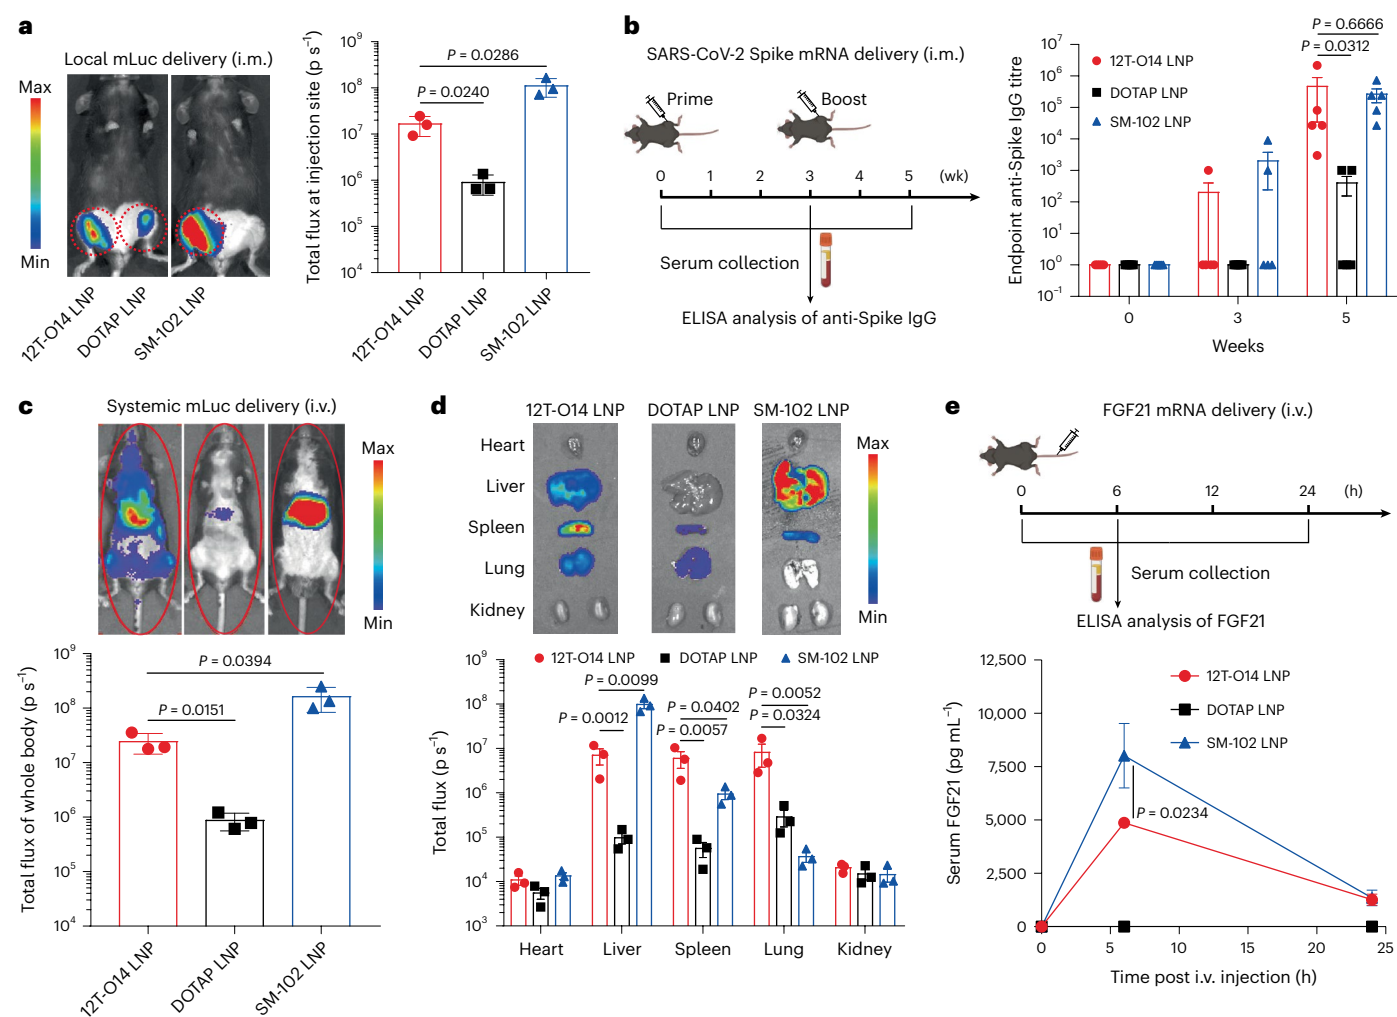 a
Local mLuc delivery (i.m.)
Max
Min
12T-O14 LNP
DOTAP LNP
SM-102 LNP
Total flux at injection site (p s⁻¹)
10⁹
10⁸
10⁷
10⁶
10⁵
10⁴
P = 0.0286
P = 0.0240
12T-O14 LNP
DOTAP LNP
SM-102 LNP
b
SARS-CoV-2 Spike mRNA delivery (i.m.)
Prime
Boost
0 1 2 3 4 5 (wk)
Serum collection
ELISA analysis of anti-Spike IgG
Endpoint anti-Spike IgG titre
10⁷
10⁶
10⁵
10⁴
10³
10²
10¹
10⁰
10⁻¹
12T-O14 LNP
DOTAP LNP
SM-102 LNP
P = 0.6666
P = 0.0312
0 3 5
Weeks
c
Systemic mLuc delivery (i.v.)
Max
Min
Total flux of whole body (p s⁻¹)
10⁹
10⁸
10⁷
10⁶
10⁵
10⁴
P = 0.0394
P = 0.0151
12T-O14 LNP
DOTAP LNP
SM-102 LNP
d
12T-O14 LNP DOTAP LNP SM-102 LNP
Heart
Liver
Spleen
Lung
Kidney
Max
Min
12T-O14 LNP DOTAP LNP SM-102 LNP
Total flux (p s⁻¹)
10⁹
10⁸
10⁷
10⁶
10⁵
10⁴
10³
P = 0.0099
P = 0.0012
P = 0.0402
P = 0.0057
P = 0.0052
P = 0.0324
Heart Liver Spleen Lung Kidney
e
FGF21 mRNA delivery (i.v.)
0 6 12 24 (h)
Serum collection
ELISA analysis of FGF21
Serum FGF21 (pg mL⁻¹)
12,500
10,000
7,500
5,000
2,500
0
12T-O14 LNP
DOTAP LNP
SM-102 LNP
P = 0.0234
0 5 10 15 20 25
Time post i.v. injection (h)